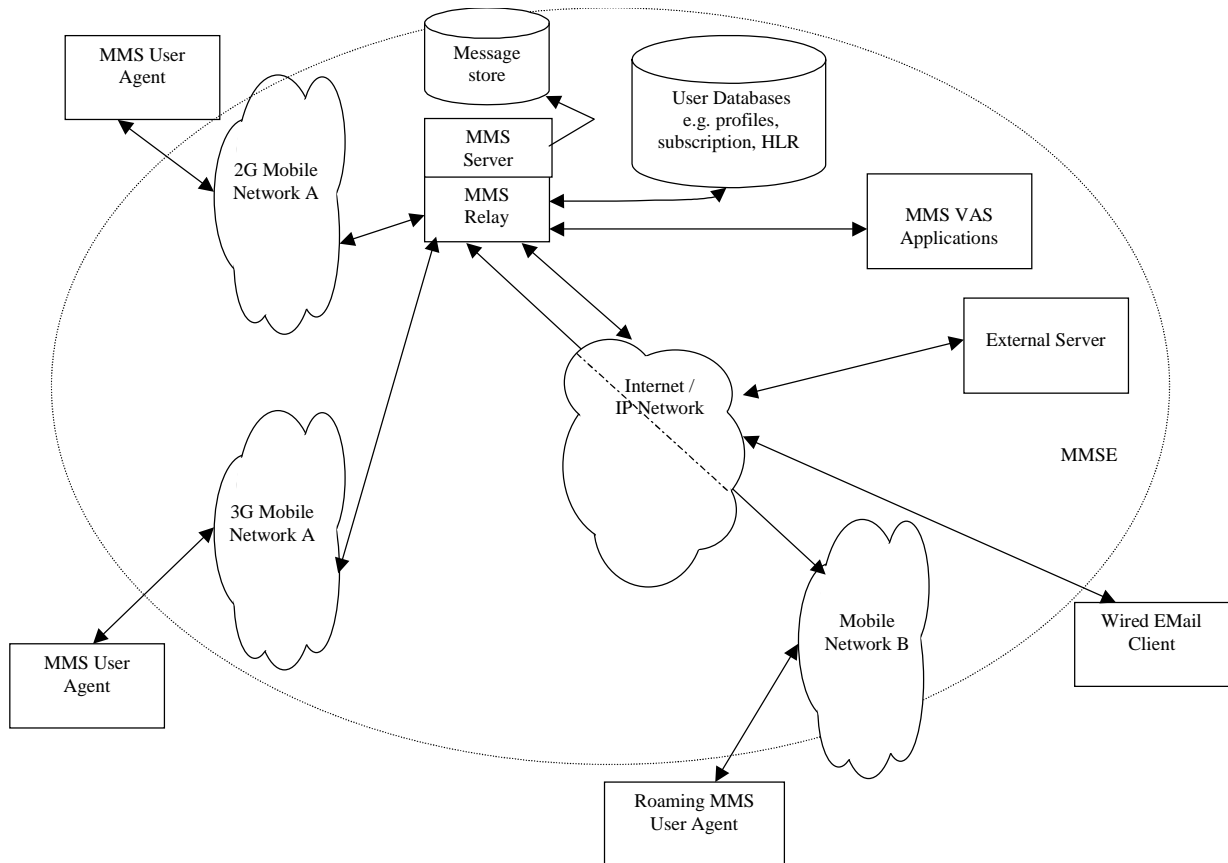 MMS User
Agent
Message
store
User Databases
e.g. profiles,
subscription, HLR
MMS
Server
2G Mobile
Network A
MMS
Relay
MMS VAS
Applications
External Server
Internet /
IP Network
MMSE
3G Mobile
Network A
Mobile
Network B
Wired EMail
Client
MMS User
Agent
Roaming MMS
User Agent